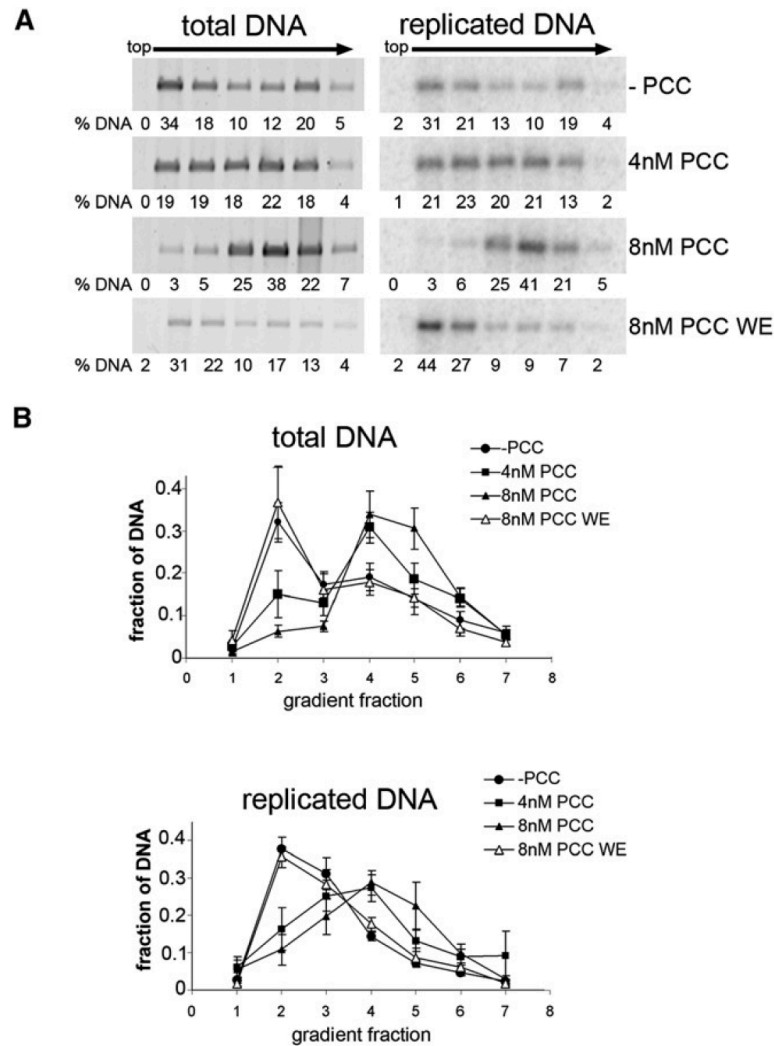 A
total DNA
replicated DNA
top
top
- PCC
% DNA 0 34 18 10 12 20 5
2 31 21 13 10 19 4
4nM PCC
% DNA 0 19 19 18 22 18 4
1 21 23 20 21 13 2
8nM PCC
% DNA 0 3 5 25 38 22 7
0 3 6 25 41 21 5
8nM PCC WE
% DNA 2 31 22 10 17 13 4
2 44 27 9 9 7 2
B
total DNA
-PCC
4nM PCC
8nM PCC
8nM PCC WE
fraction of DNA
0.4
0.3
0.2
0.1
0
0 1 2 3 4 5 6 7 8
gradient fraction
replicated DNA
-PCC
4nM PCC
8nM PCC
8nM PCC WE
fraction of DNA
0.4
0.3
0.2
0.1
0
0 1 2 3 4 5 6 7 8
gradient fraction